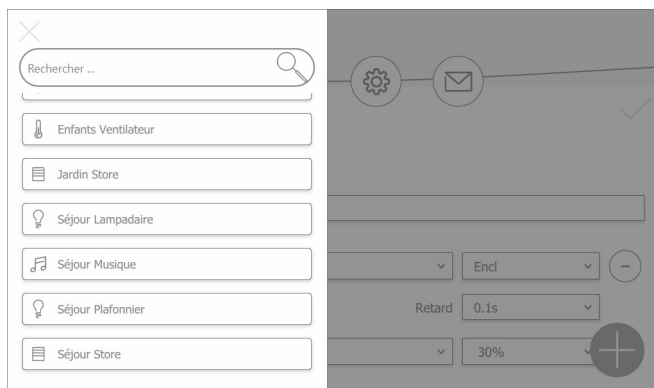 Rechercher ...
Enfants Ventilateur
Jardin Store
Séjour Lampadaire
Séjour Musique
Séjour Plafonnier
Séjour Store
Encl
Retard 0.1s
30%